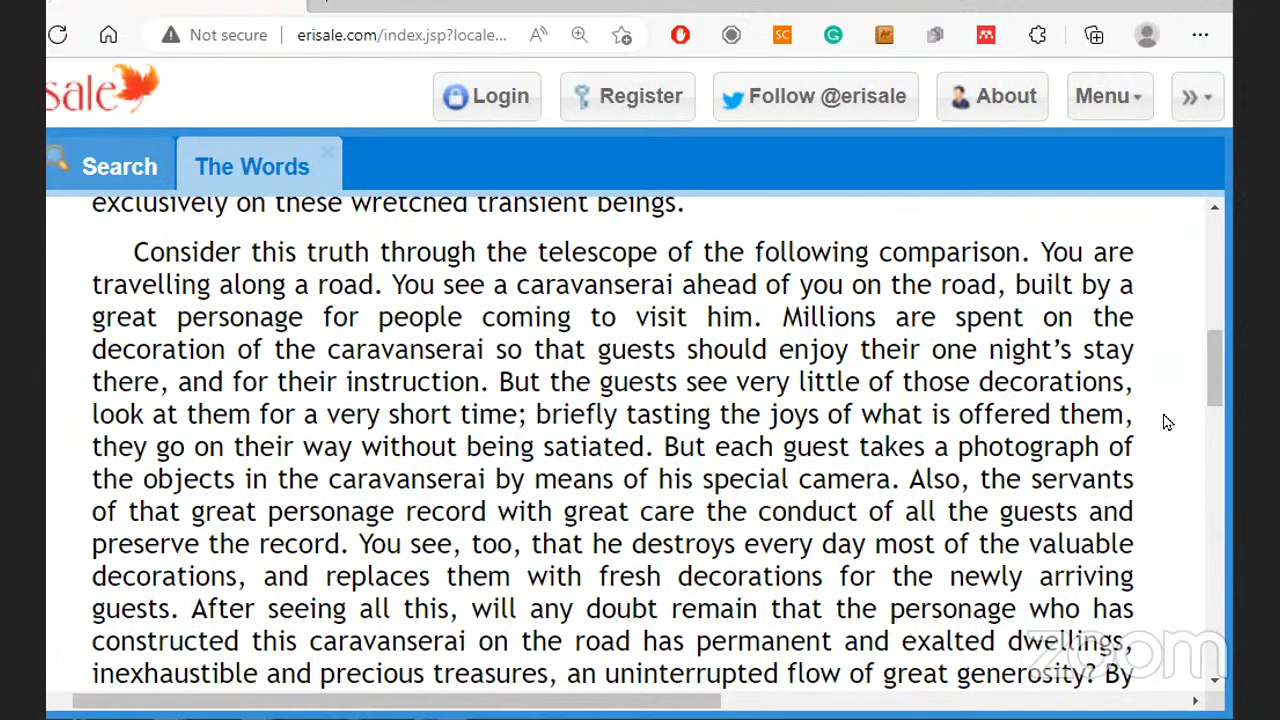 Not secure
erisale.com/index.jsp?locale...
sale
Login
Register
Follow @erisale
About
Menu
Search
The Words
exclusively on these wretched transient beings.
Consider this truth through the telescope of the following comparison. You are
travelling along a road. You see a caravanserai ahead of you on the road, built by a
great personage for people coming to visit him. Millions are spent on the
decoration of the caravanserai so that guests should enjoy their one night’s stay
there, and for their instruction. But the guests see very little of those decorations,
look at them for a very short time; briefly tasting the joys of what is offered them,
they go on their way without being satiated. But each guest takes a photograph of
the objects in the caravanserai by means of his special camera. Also, the servants
of that great personage record with great care the conduct of all the guests and
preserve the record. You see, too, that he destroys every day most of the valuable
decorations, and replaces them with fresh decorations for the newly arriving
guests. After seeing all this, will any doubt remain that the personage who has
constructed this caravanserai on the road has permanent and exalted dwellings,
inexhaustible and precious treasures, an uninterrupted flow of great generosity? By
zoom